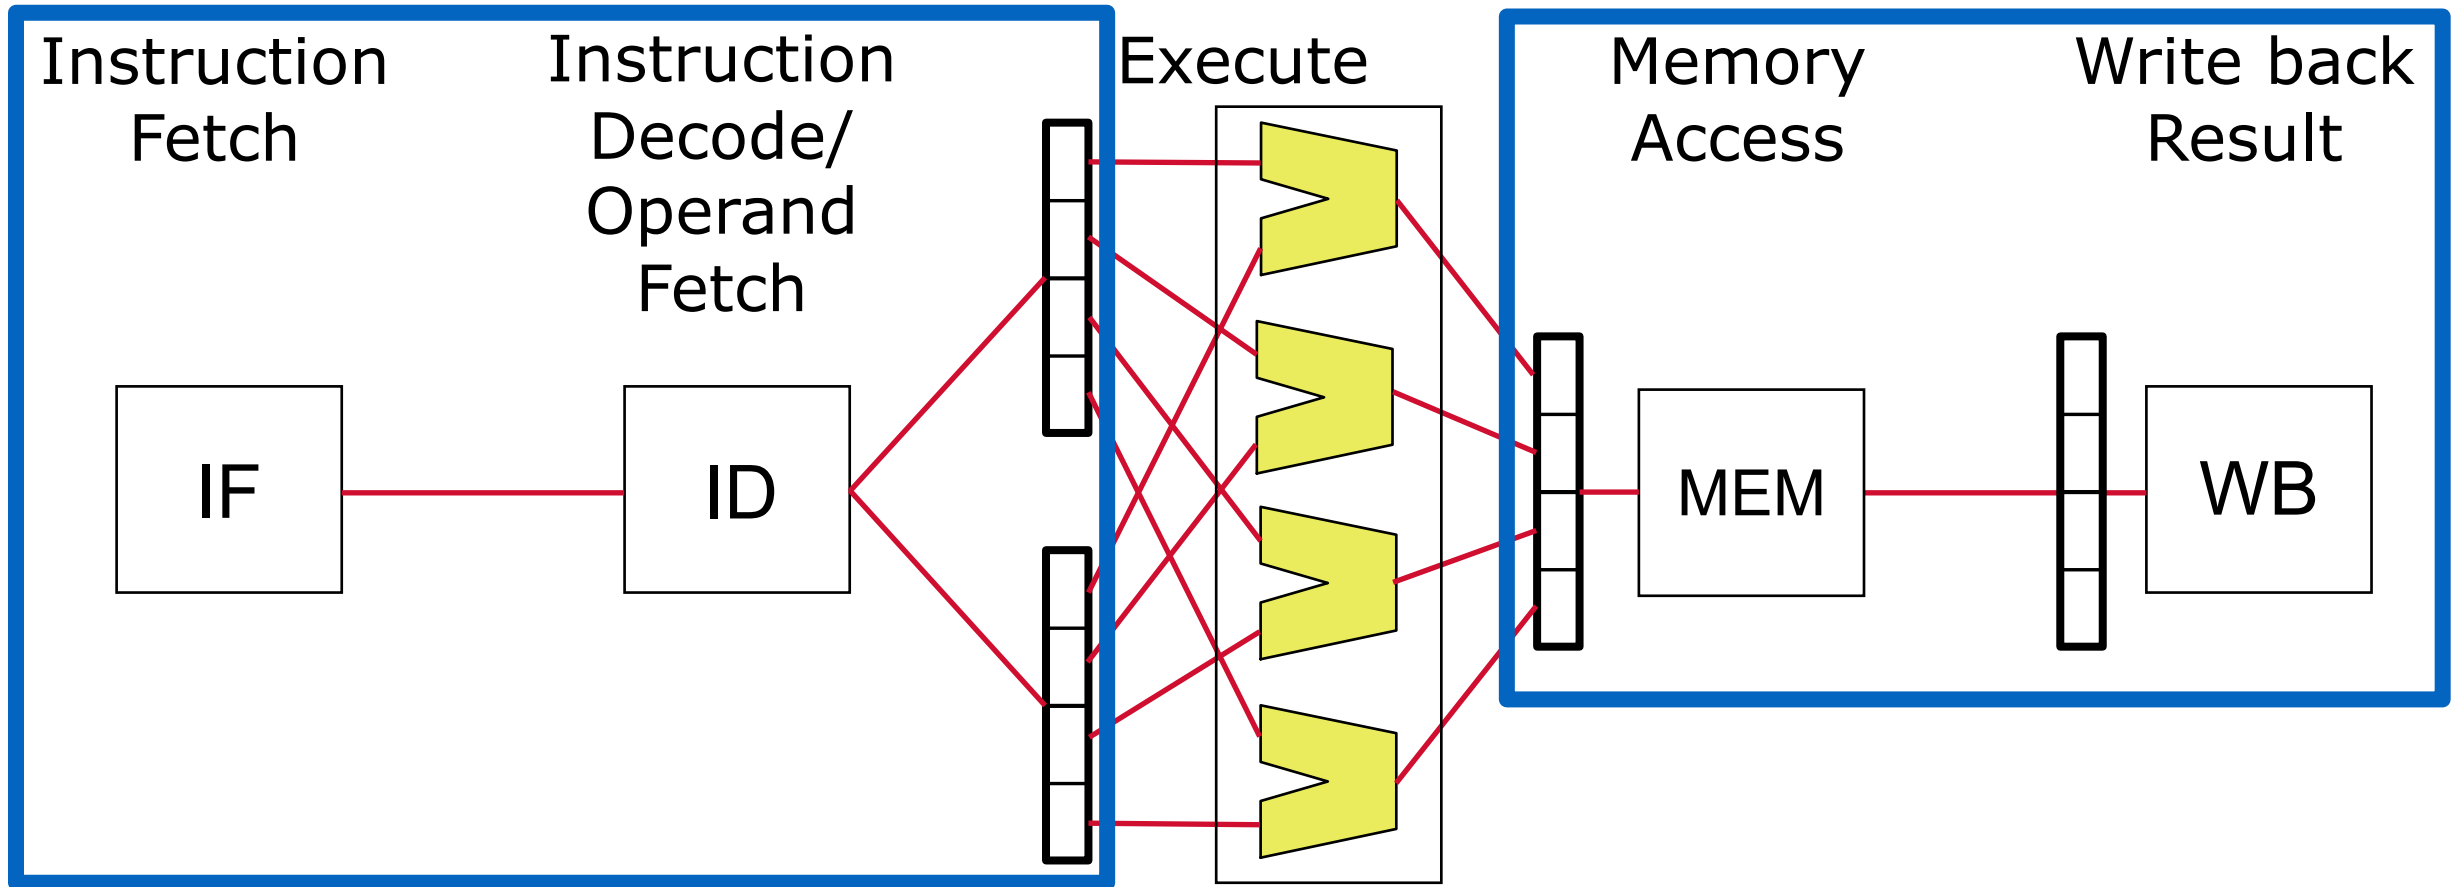 Instruction
Fetch
Instruction
Decode/
Operand
Fetch
Execute
Memory
Access
Write back
Result
IF
ID
MEM
WB